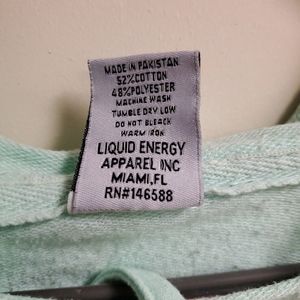 MADE IN PAKISTAN
52%COTTON
48%POLYESTER
MACHINE WASH
TUMBLE DRY LOW
DO NOT BLEACH
WARM IRON
LIQUID ENERGY
APPAREL INC
MIAMI,FL
RN#146588